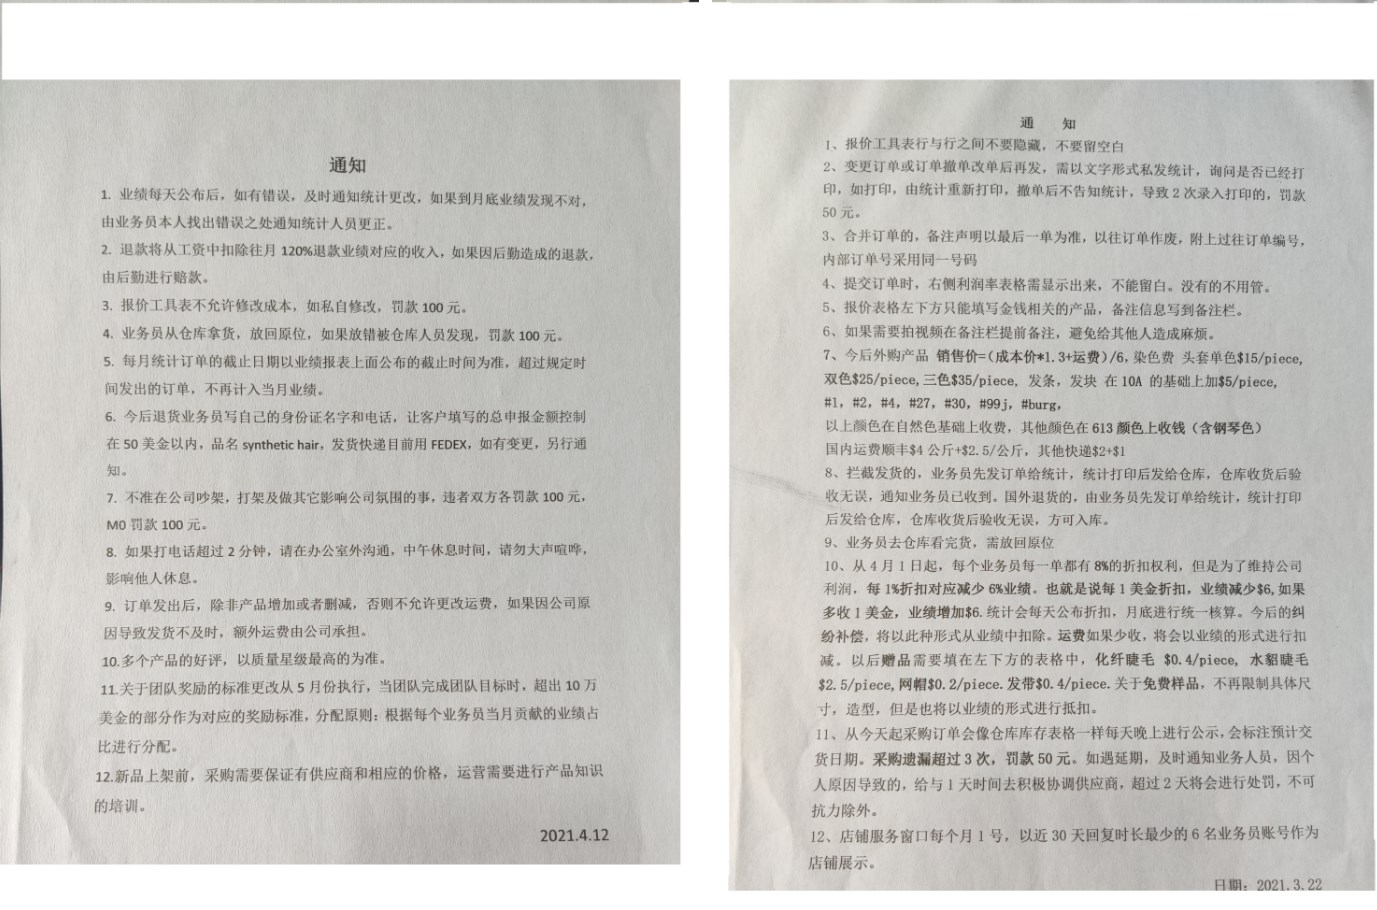 通知
1. 业绩每天公布后，如有错误，及时通知统计更改，如果到月底业绩发现不对，
由业务员本人找出错误之处通知统计人员更正。
2. 退款将从工资中扣除往月 120%退款业绩对应的收入，如果因后勤造成的退款，
由后勤进行赔款。
3. 报价工具表不允许修改成本，如私自修改，罚款 100 元。
4. 业务员从仓库拿货，放回原位，如果放错被仓库人员发现，罚款 100 元。
5. 每月统计订单的截止日期以业绩报表上面公布的截止时间为准，超过规定时
间发出的订单，不再计入当月业绩。
6. 今后退货业务员写自己的身份证名字和电话，让客户填写的总申报金额控制
在 50 美金以内，品名 synthetic hair，发货快递目前用 FEDEX，如有变更，另行通
知。
7. 不准在公司吵架，打架及做其它影响公司氛围的事，违者双方各罚款 100 元，
M0 罚款 100 元。
8. 如果打电话超过 2 分钟，请在办公室外沟通，中午休息时间，请勿大声喧哗，
影响他人休息。
9. 订单发出后，除非产品增加或者删减，否则不允许更改运费，如果因公司原
因导致发货不及时，额外运费由公司承担。
10.多个产品的好评，以质量星级最高的为准。
11.关于团队奖励的标准更改从 5 月份执行，当团队完成团队目标时，超出 10 万
美金的部分作为对应的奖励标准，分配原则：根据每个业务员当月贡献的业绩占
比进行分配。
12.新品上架前，采购需要保证有供应商和相应的价格，运营需要进行产品知识
的培训。
2021.4.12
通 知
1、报价工具表行与行之间不要隐藏，不要留空白
2、变更订单或订单撤单改单后再发，需以文字形式私发统计，询问是否已经打
印，如打印，由统计重新打印，撤单后不告知统计，导致 2 次录入打印的，罚款
50 元。
3、合并订单的，备注声明以最后一单为准，以往订单作废，附上过往订单编号，
内部订单号采用同一号码
4、提交订单时，右侧利润率表格需显示出来，不能留白。没有的不用管。
5、报价表格左下方只能填写金钱相关的产品，备注信息写到备注栏。
6、如果需要拍视频在备注栏提前备注，避免给其他人造成麻烦。
7、今后外购产品 销售价=(成本价*1.3+运费)/6,染色费 头套单色$15/piece,
双色$25/piece,三色$35/piece, 发条，发块 在 10A 的基础上加$5/piece,
#1, #2, #4, #27, #30, #99j, #burg,
以上颜色在自然色基础上收费，其他颜色在 613 颜色上收钱（含钢琴色）
国内运费顺丰$4 公斤+$2.5/公斤，其他快递$2+$1
8、拦截发货的，业务员先发订单给统计，统计打印后发给仓库，仓库收货后验
收无误，通知业务员已收到。国外退货的，由业务员先发订单给统计，统计打印
后发给仓库，仓库收货后验收无误，方可入库。
9、业务员去仓库看完货，需放回原位
10、从 4 月 1 日起，每个业务员每一单都有 8%的折扣权利，但是为了维持公司
利润，每 1%折扣对应减少 6%业绩。也就是说每 1 美金折扣，业绩减少$6,如果
多收 1 美金，业绩增加$6. 统计会每天公布折扣，月底进行统一核算。今后的纠
纷补偿，将以此种形式从业绩中扣除。运费如果少收，将会以业绩的形式进行扣
减。以后赠品需要填在左下方的表格中，化纤睫毛 $0.4/piece, 水貂睫毛
$2.5/piece,网帽$0.2/piece.发带$0.4/piece.关于免费样品，不再限制具体尺
寸，造型，但是也将以业绩的形式进行抵扣。
11、从今天起采购订单会像仓库库存表格一样每天晚上进行公示,会标注预计交
货日期。采购遗漏超过 3 次，罚款 50 元。如遇延期，及时通知业务人员，因个
人原因导致的，给与 1 天时间去积极协调供应商，超过 2 天将会进行处罚，不可
抗力除外。
12、店铺服务窗口每个月 1 号，以近 30 天回复时长最少的 6 名业务员账号作为
店铺展示。
日期：2021.3.22